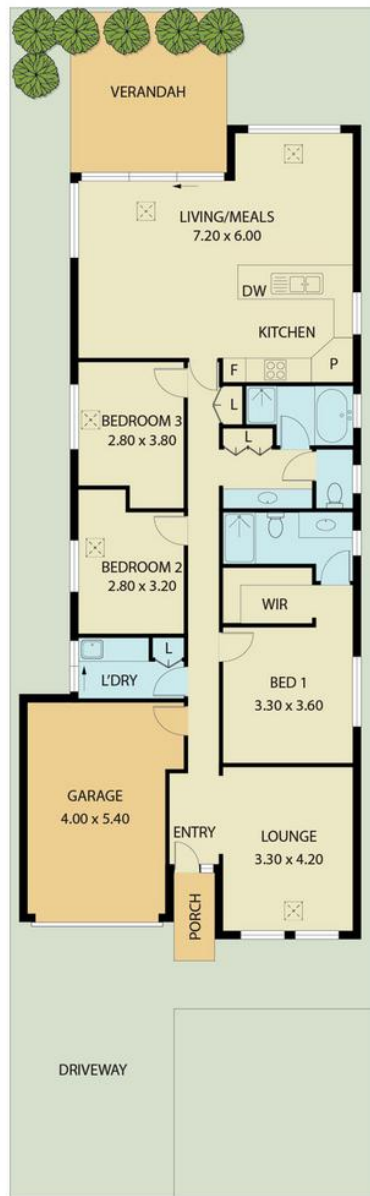 VERANDAH
LIVING/MEALS
7.20 x 6.00
DW
KITCHEN
F
P
L
BEDROOM 3
2.80 x 3.80
L
BEDROOM 2
2.80 x 3.20
WIR
L
L'DRY
BED 1
3.30 x 3.60
GARAGE
4.00 x 5.40
ENTRY
LOUNGE
3.30 x 4.20
PORCH
DRIVEWAY